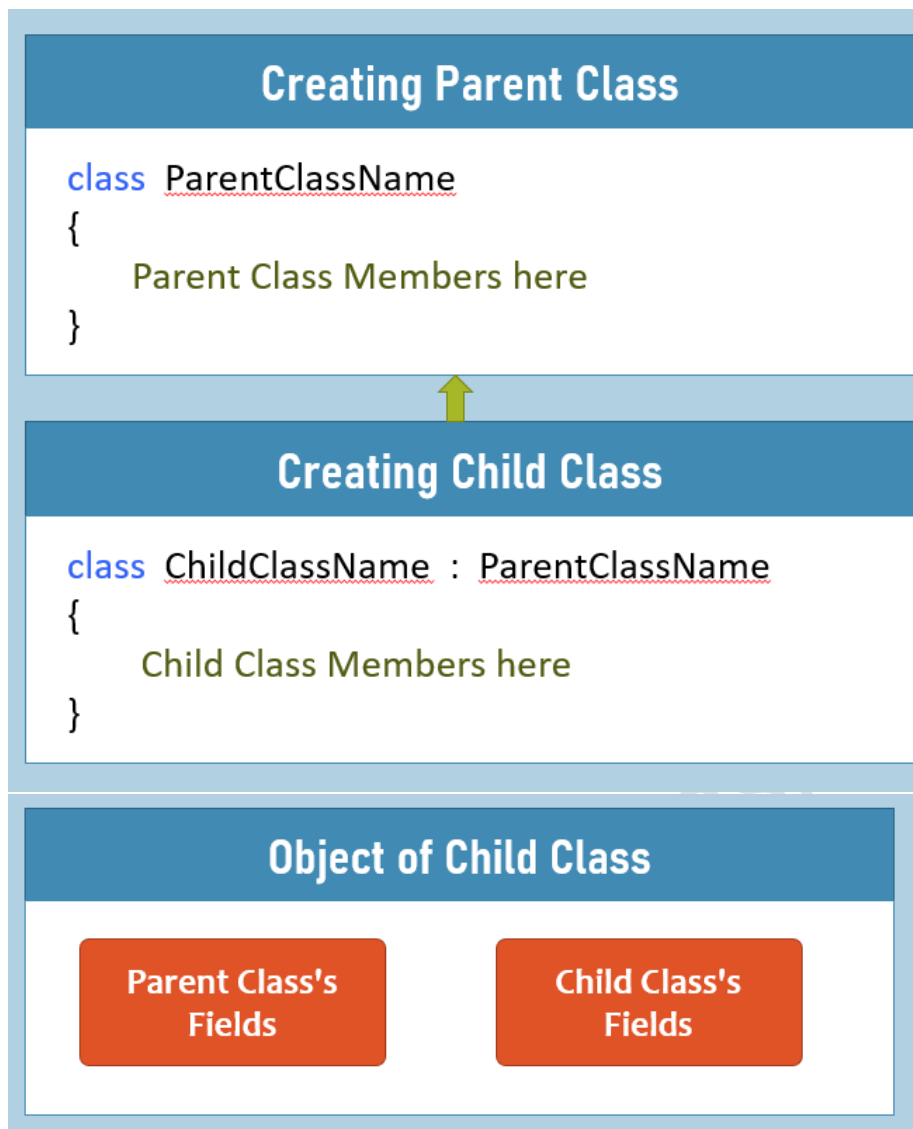 Creating Parent Class
class ParentClassName
{
Parent Class Members here
}
Creating Child Class
class ChildClassName : ParentClassName
{
Child Class Members here
}
Object of Child Class
Parent Class's
Fields
Child Class's
Fields